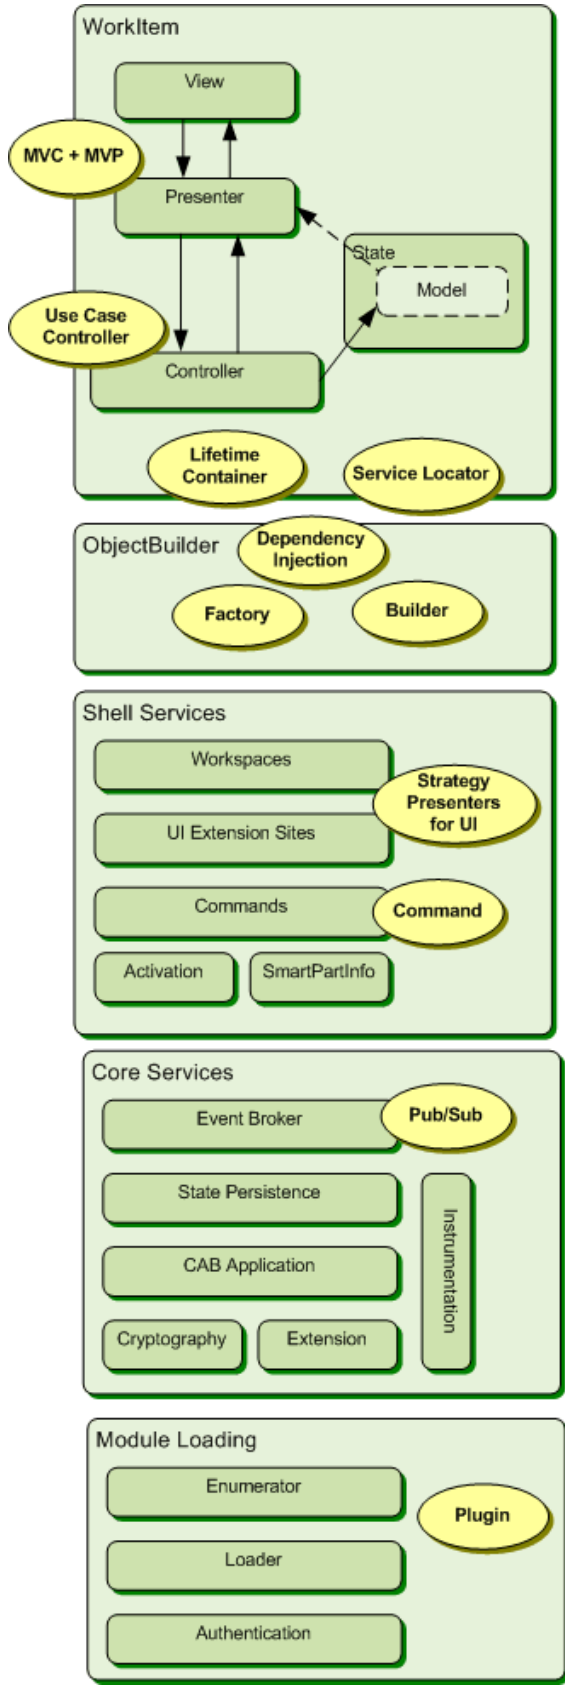 WorkItem
View
MVC + MVP
Presenter
State
Model
Use Case
Controller
Controller
Lifetime
Container
Service Locator
ObjectBuilder
Dependency
Injection
Factory
Builder
Shell Services
Workspaces
Strategy
Presenters
for UI
UI Extension Sites
Commands
Command
Activation
SmartPartInfo
Core Services
Event Broker
Pub/Sub
State Persistence
Instrumentation
CAB Application
Cryptography
Extension
Module Loading
Enumerator
Plugin
Loader
Authentication